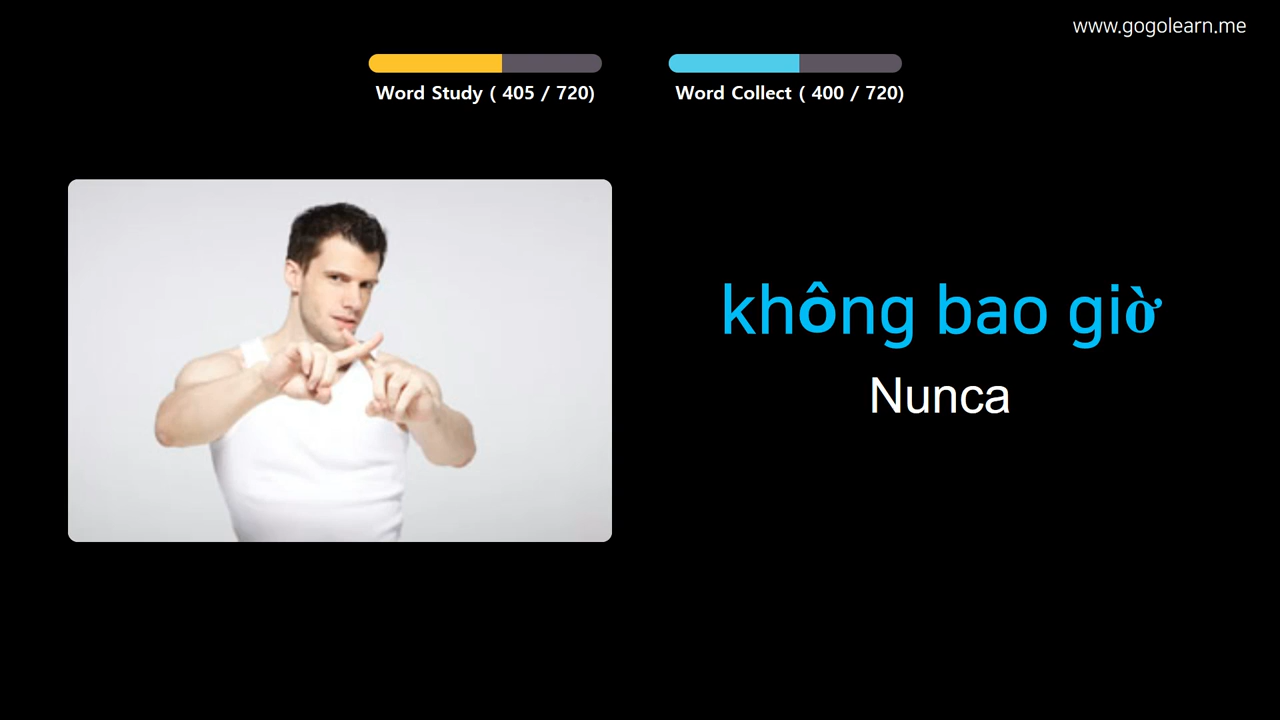 www.gogolearn.me
Word Study ( 405 / 720)
Word Collect ( 400 / 720)
không bao giờ
Nunca